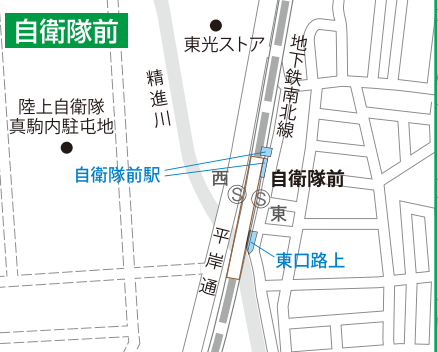 自衛隊前
東光ストア
地下鉄南北線
精進川
陸上自衛隊
真駒内駐屯地
自衛隊前駅
西
S
S
自衛隊前
東
平岸通
東口路上